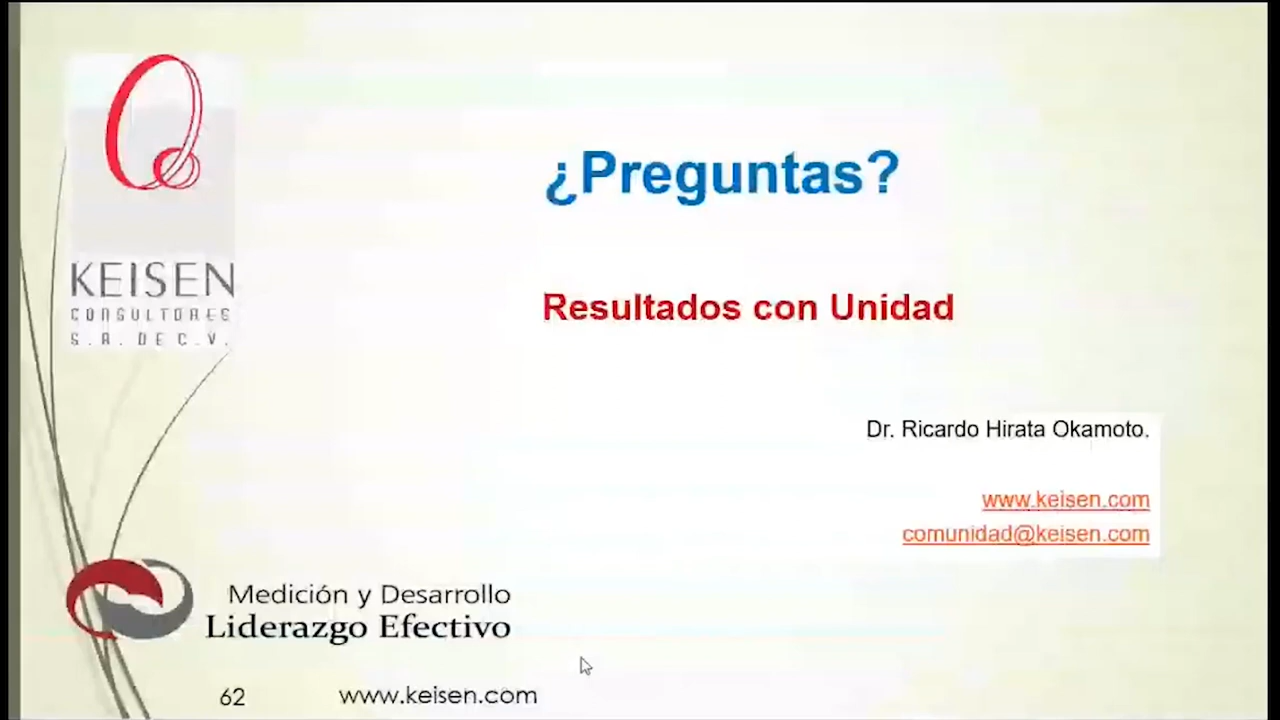 KEISEN
CONSULTORES
S.A. DE C.V.
¿Preguntas?
Resultados con Unidad
Dr. Ricardo Hirata Okamoto.
www.keisen.com
comunidad@keisen.com
Medición y Desarrollo
Liderazgo Efectivo
62
www.keisen.com